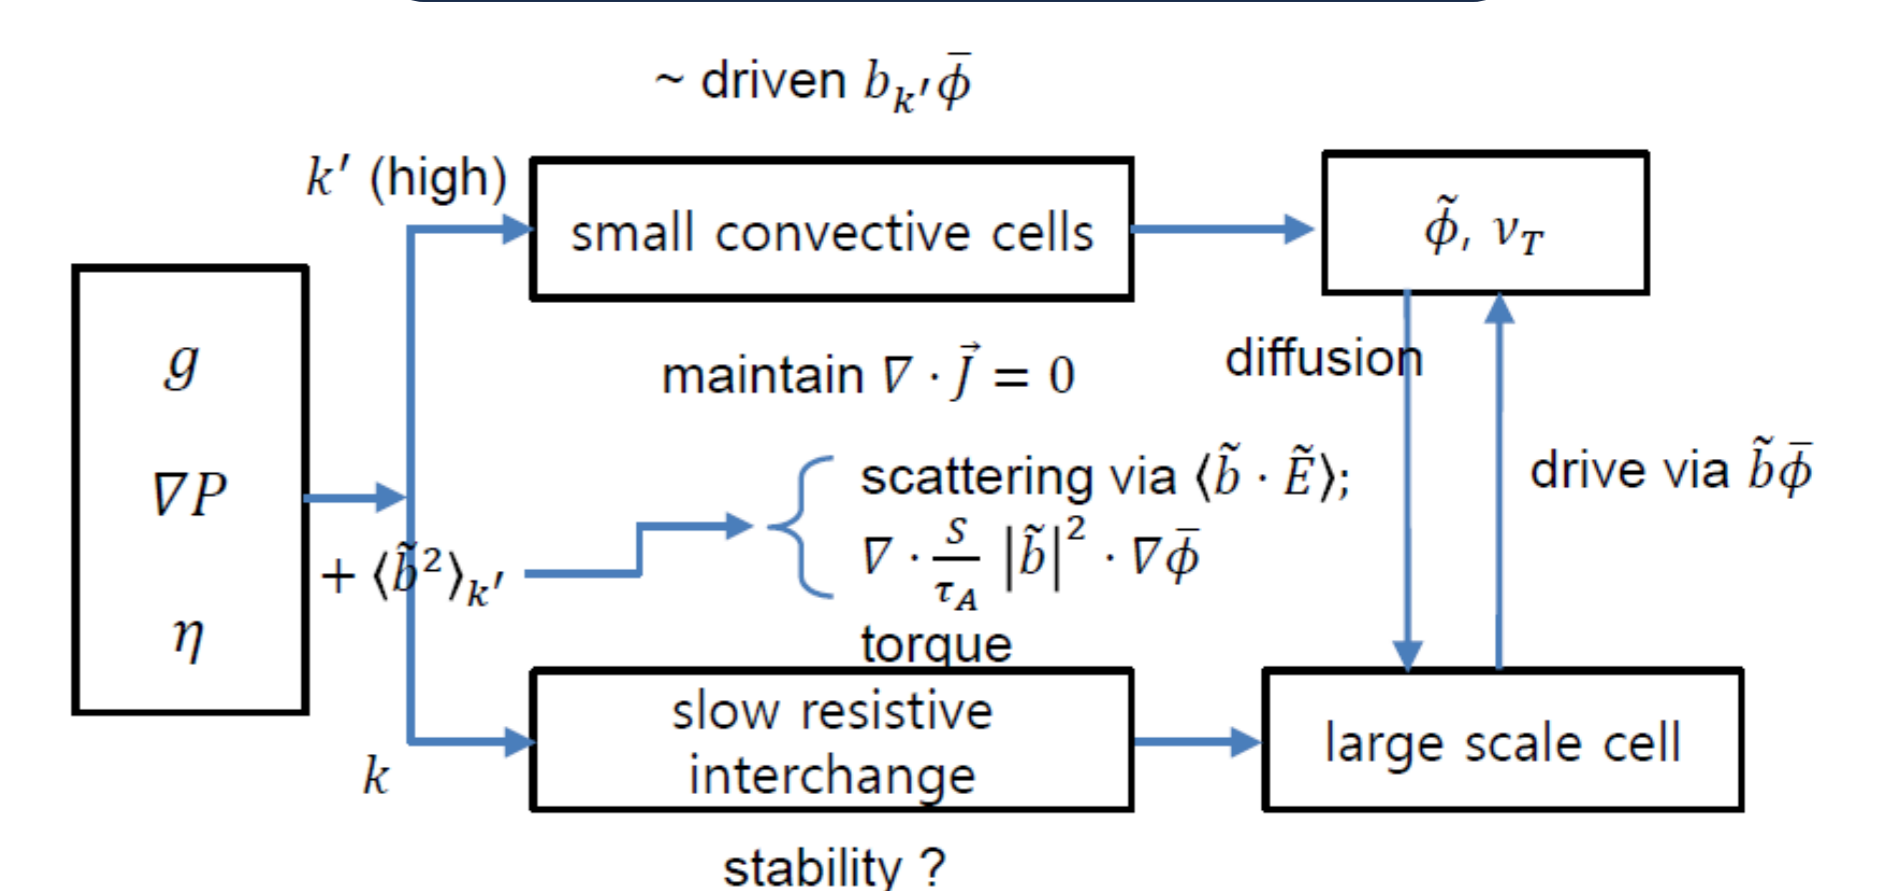 ~ driven b_{k′}ϕ̄
k′ (high)
small convective cells
ϕ̃, ν_T
g
∇P
η
maintain ∇ · J⃗ = 0
diffusion
drive via b̃ϕ̄
+ ⟨b̃²⟩_{k′}
scattering via ⟨b̃ · Ẽ⟩;
∇ · S/τ_A |b̃|² · ∇ϕ̄
torque
k
slow resistive
interchange
large scale cell
stability ?